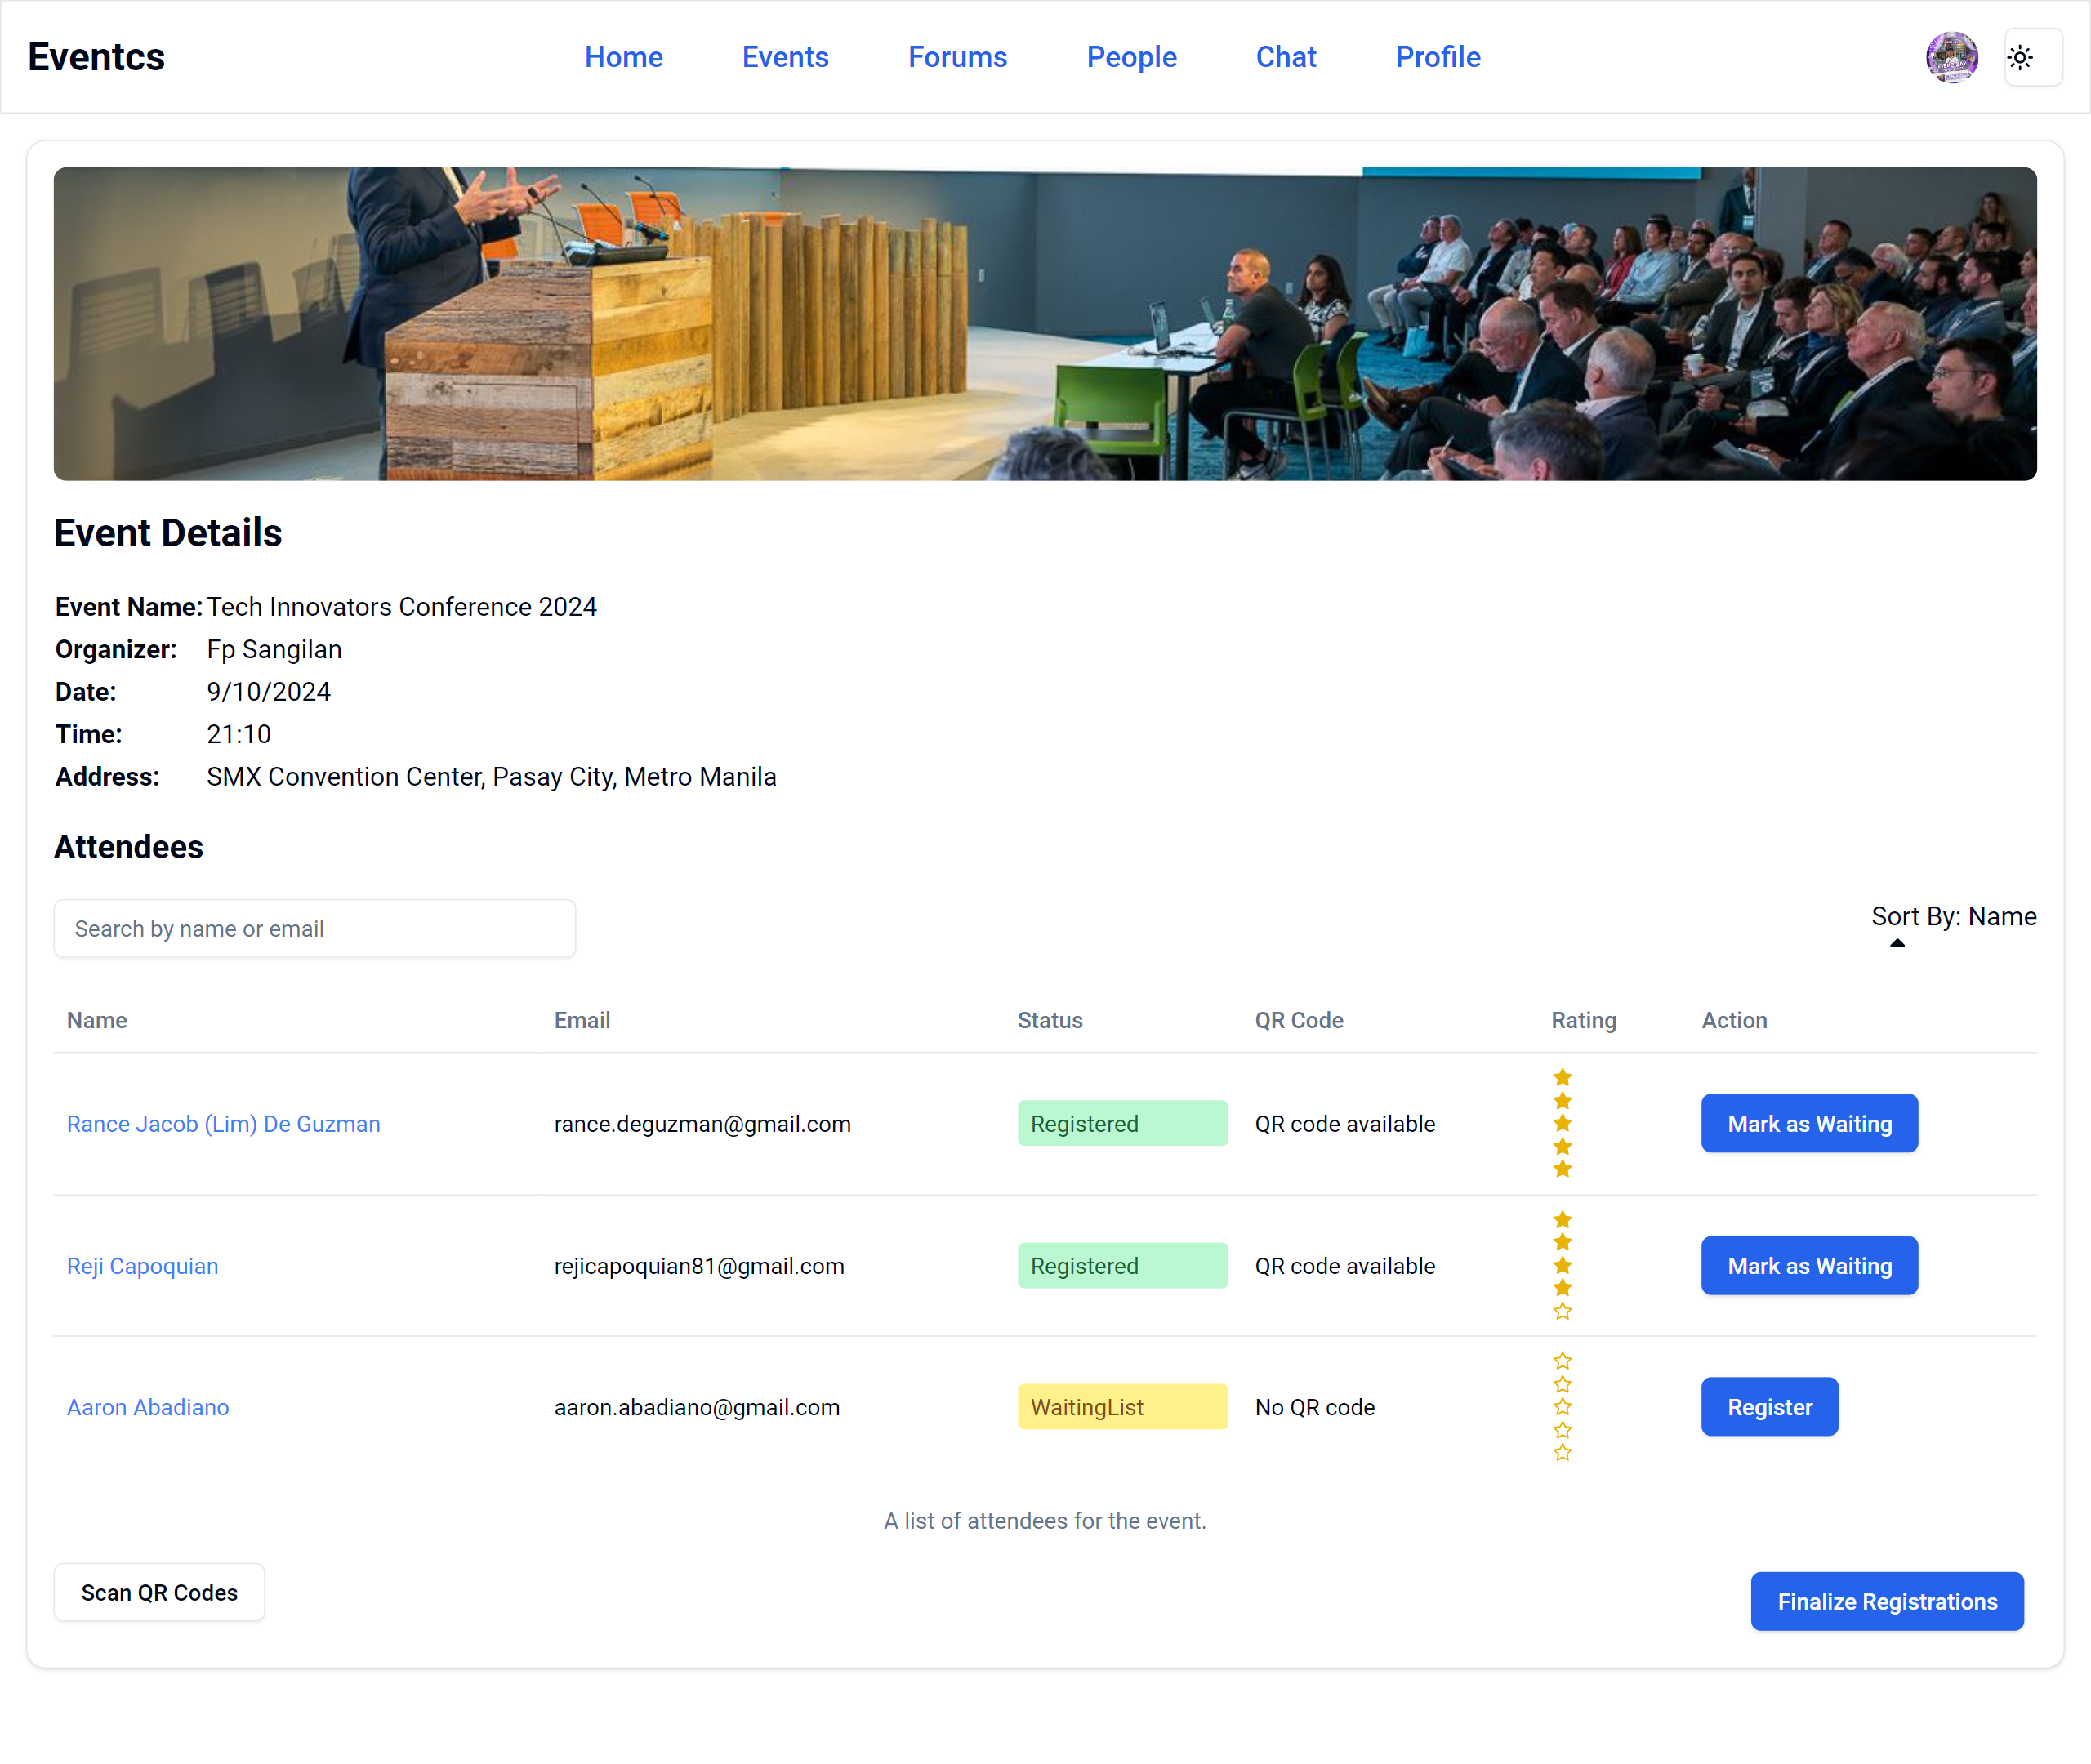 Eventcs
Home Events Forums People Chat Profile
Event Details
Event Name: Tech Innovators Conference 2024
Organizer: Fp Sangilan
Date: 9/10/2024
Time: 21:10
Address: SMX Convention Center, Pasay City, Metro Manila
Attendees
Search by name or email
Sort By: Name
Name Email Status QR Code Rating Action
Rance Jacob (Lim) De Guzman rance.deguzman@gmail.com Registered QR code available Mark as Waiting
Reji Capoquian rejicapoquian81@gmail.com Registered QR code available Mark as Waiting
Aaron Abadiano aaron.abadiano@gmail.com WaitingList No QR code Register
A list of attendees for the event.
Scan QR Codes
Finalize Registrations